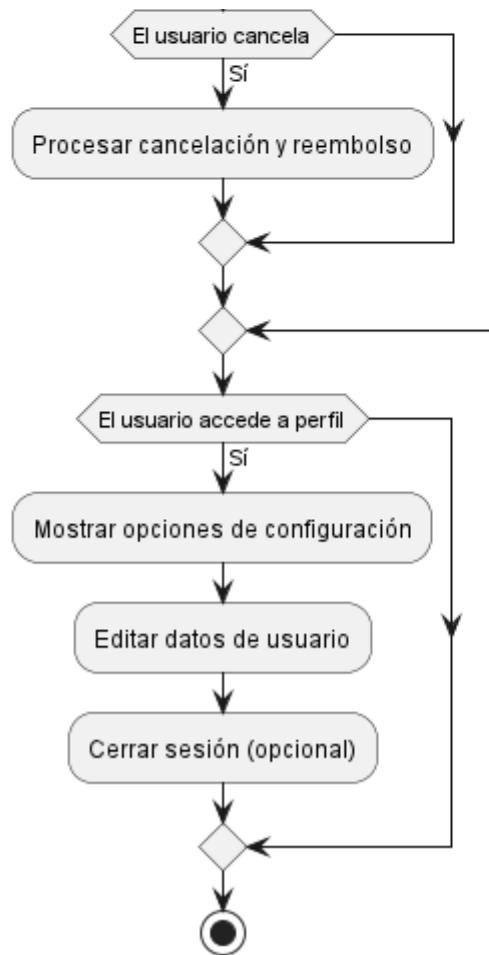 El usuario cancela
Sí
Procesar cancelación y reembolso
El usuario accede a perfil
Sí
Mostrar opciones de configuración
Editar datos de usuario
Cerrar sesión (opcional)